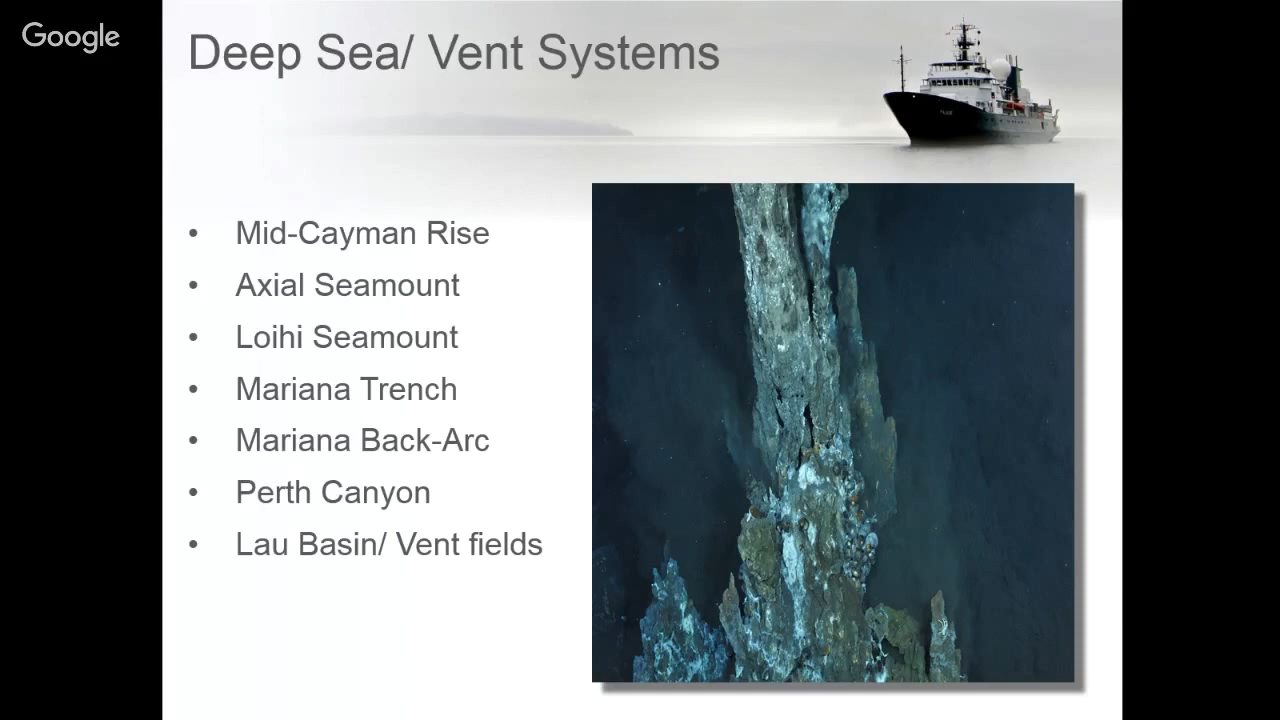 Google
Deep Sea/ Vent Systems
• Mid-Cayman Rise
• Axial Seamount
• Loihi Seamount
• Mariana Trench
• Mariana Back-Arc
• Perth Canyon
• Lau Basin/ Vent fields